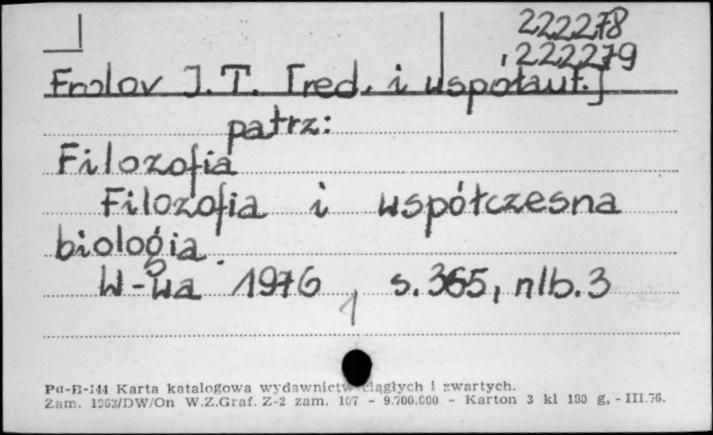 222278
222279
Frolov J. T. [red. i współaut.]
patrz:
Filozofia
Filozofia i współczesna
biologia.
W-wa 1976, s. 365, nlb. 3
1
Pu-B-144 Karta katalogowa wydawnictw ciągłych i zwartych.
Zam. 1963/DW/On W.Z.Graf. Z-2 zam. 107 - 9.700.000 - Karton 3 kl 180 g, - III.76.